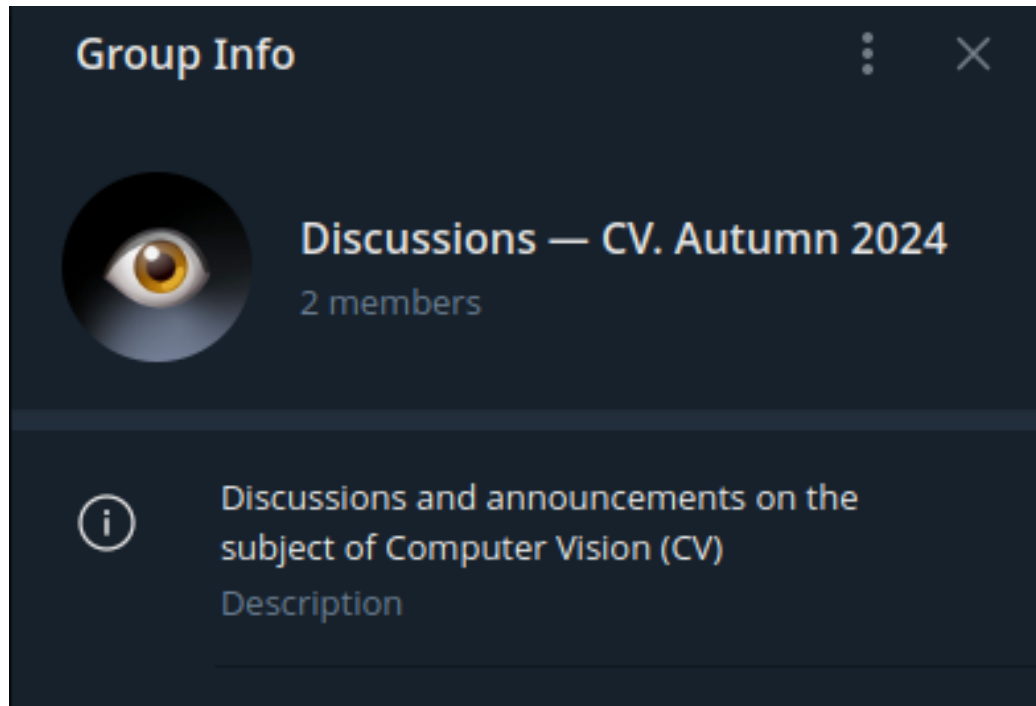 Group Info
Discussions — CV. Autumn 2024
2 members
Discussions and announcements on the
subject of Computer Vision (CV)
Description